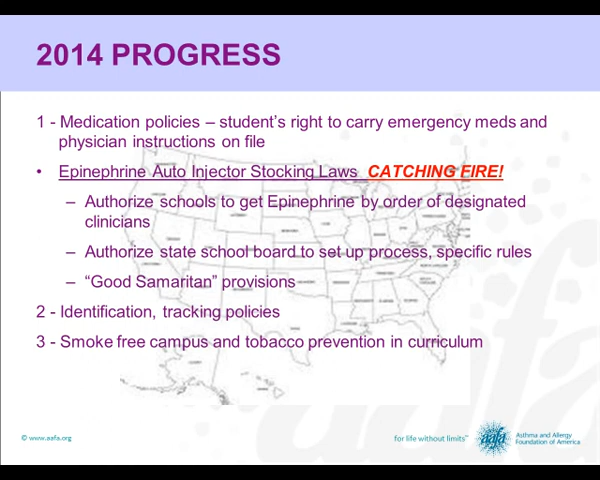 2014 PROGRESS
1 - Medication policies – student’s right to carry emergency meds and
physician instructions on file
• Epinephrine Auto Injector Stocking Laws CATCHING FIRE!
– Authorize schools to get Epinephrine by order of designated
clinicians
– Authorize state school board to set up process, specific rules
– “Good Samaritan” provisions
2 - Identification, tracking policies
3 - Smoke free campus and tobacco prevention in curriculum
© www.aafa.org
for life without limits™
aafa
Asthma and Allergy
Foundation of America